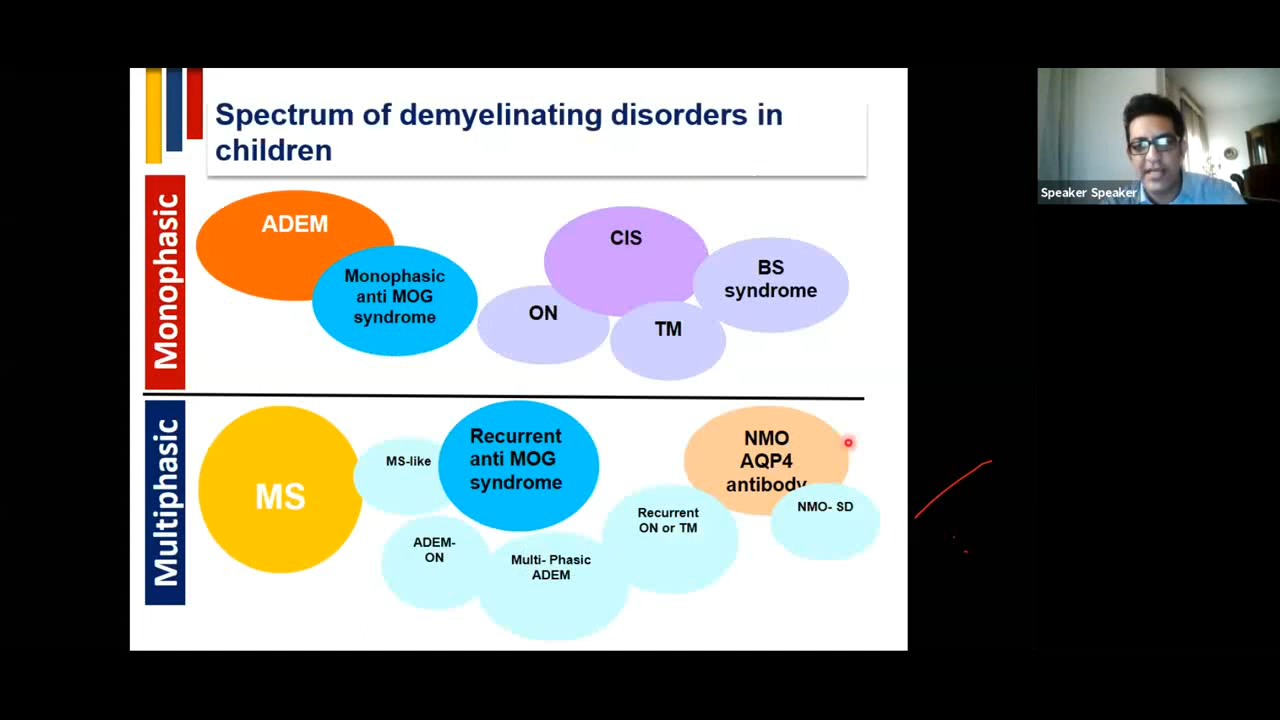 Spectrum of demyelinating disorders in
children
Speaker Speaker
Monophasic
ADEM
Monophasic
anti MOG
syndrome
ON
CIS
TM
BS
syndrome
Multiphasic
MS
MS-like
Recurrent
anti MOG
syndrome
ADEM-
ON
Multi- Phasic
ADEM
Recurrent
ON or TM
NMO
AQP4
antibody
NMO- SD